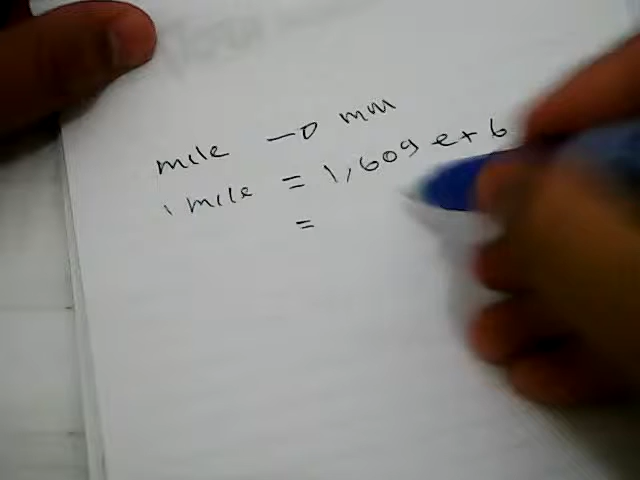 mile → mm
1 mile = 1,609 e+6
=